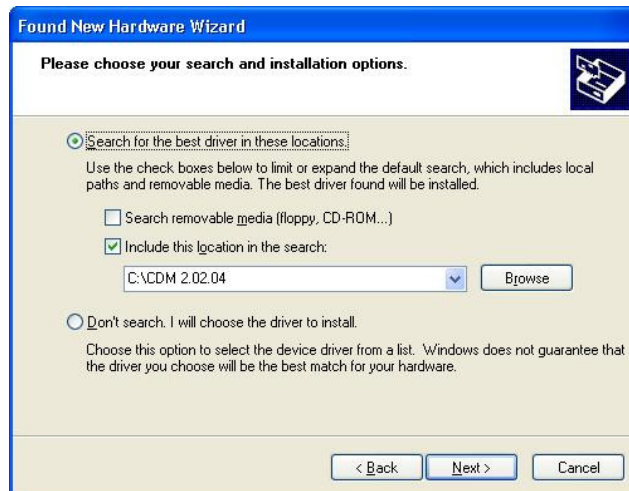 Found New Hardware Wizard
Please choose your search and installation options.
Search for the best driver in these locations.
Use the check boxes below to limit or expand the default search, which includes local
paths and removable media. The best driver found will be installed.
Search removable media (floppy, CD-ROM...)
Include this location in the search:
C:\CDM 2.02.04
Browse
Don't search. I will choose the driver to install.
Choose this option to select the device driver from a list. Windows does not guarantee that
the driver you choose will be the best match for your hardware.
< Back
Next >
Cancel